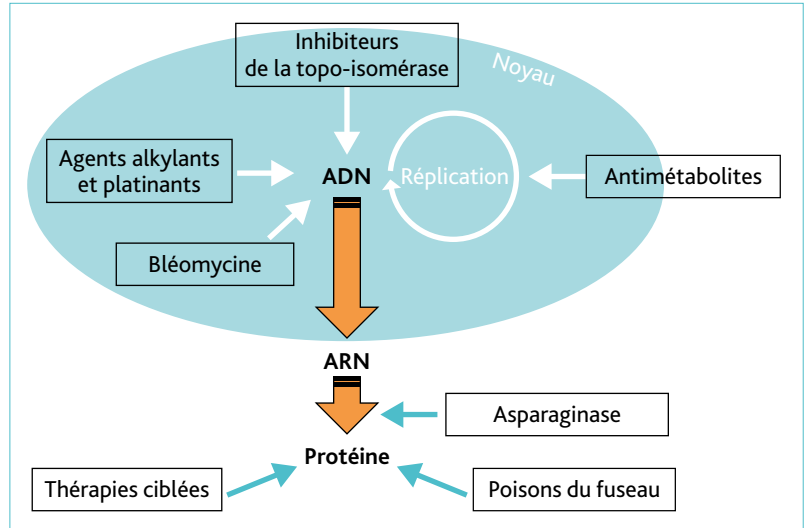 Inhibiteurs
de la topo-isomérase
Noyau
Agents alkylants
et platinants
ADN
Réplication
Antimétabolites
Bléomycine
ARN
Asparaginase
Protéine
Thérapies ciblées
Poisons du fuseau